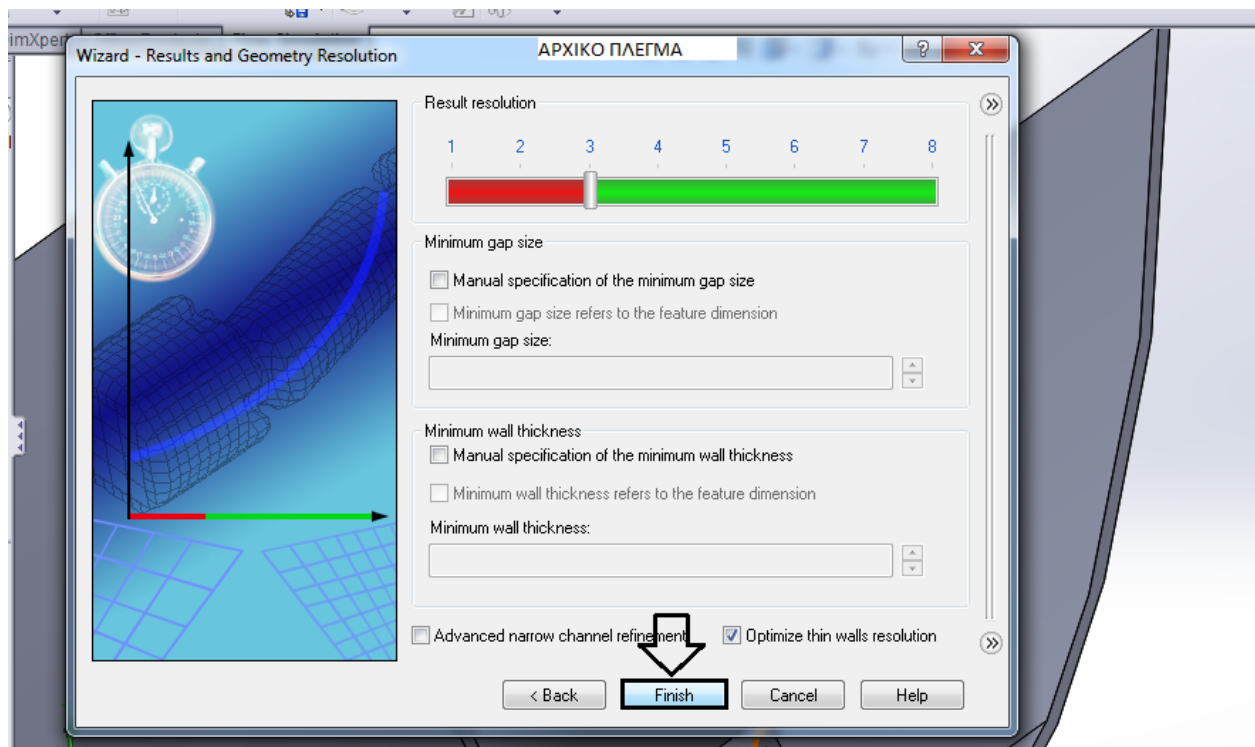 imXpert
Wizard - Results and Geometry Resolution
ΑΡΧΙΚΟ ΠΛΕΓΜΑ
Result resolution
1 2 3 4 5 6 7 8
Minimum gap size
Manual specification of the minimum gap size
Minimum gap size refers to the feature dimension
Minimum gap size:
Minimum wall thickness
Manual specification of the minimum wall thickness
Minimum wall thickness refers to the feature dimension
Minimum wall thickness:
Advanced narrow channel refinement
Optimize thin walls resolution
< Back
Finish
Cancel
Help